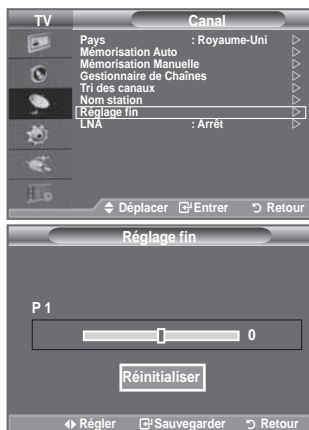 TV Canal
Pays : Royaume-Uni
Mémorisation Auto
Mémorisation Manuelle
Gestionnaire de Chaînes
Tri des canaux
Nom station
Réglage fin
LNA : Arrêt
Déplacer Entrer Retour
Réglage fin
P 1
0
Réinitialiser
Régler Sauvegarder Retour